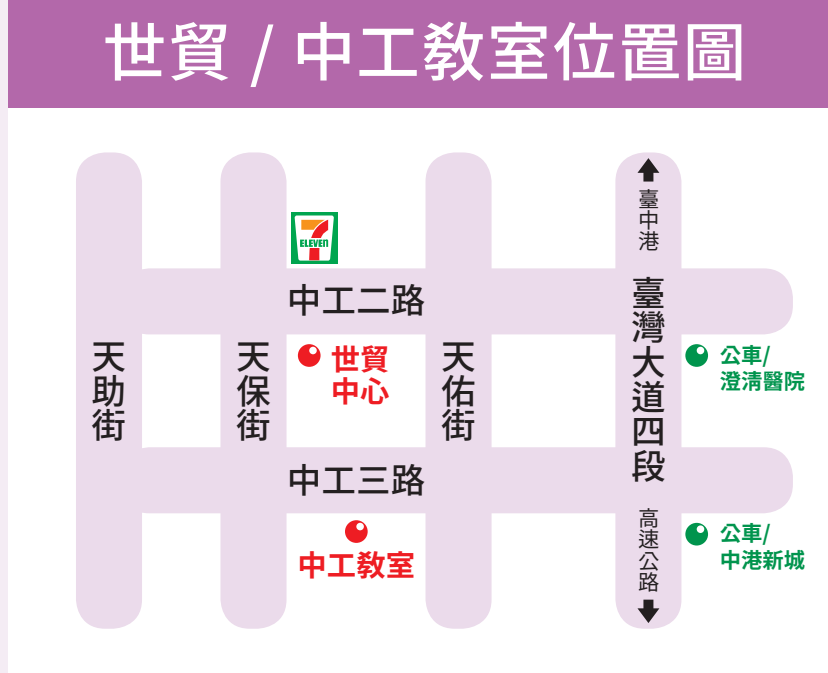 世貿 / 中工教室位置圖
臺中港
7
ELEVEN
中工二路
天助街
天保街
世貿
中心
天佑街
臺灣大道四段
公車/
澄清醫院
中工三路
中工教室
高速公路
公車/
中港新城